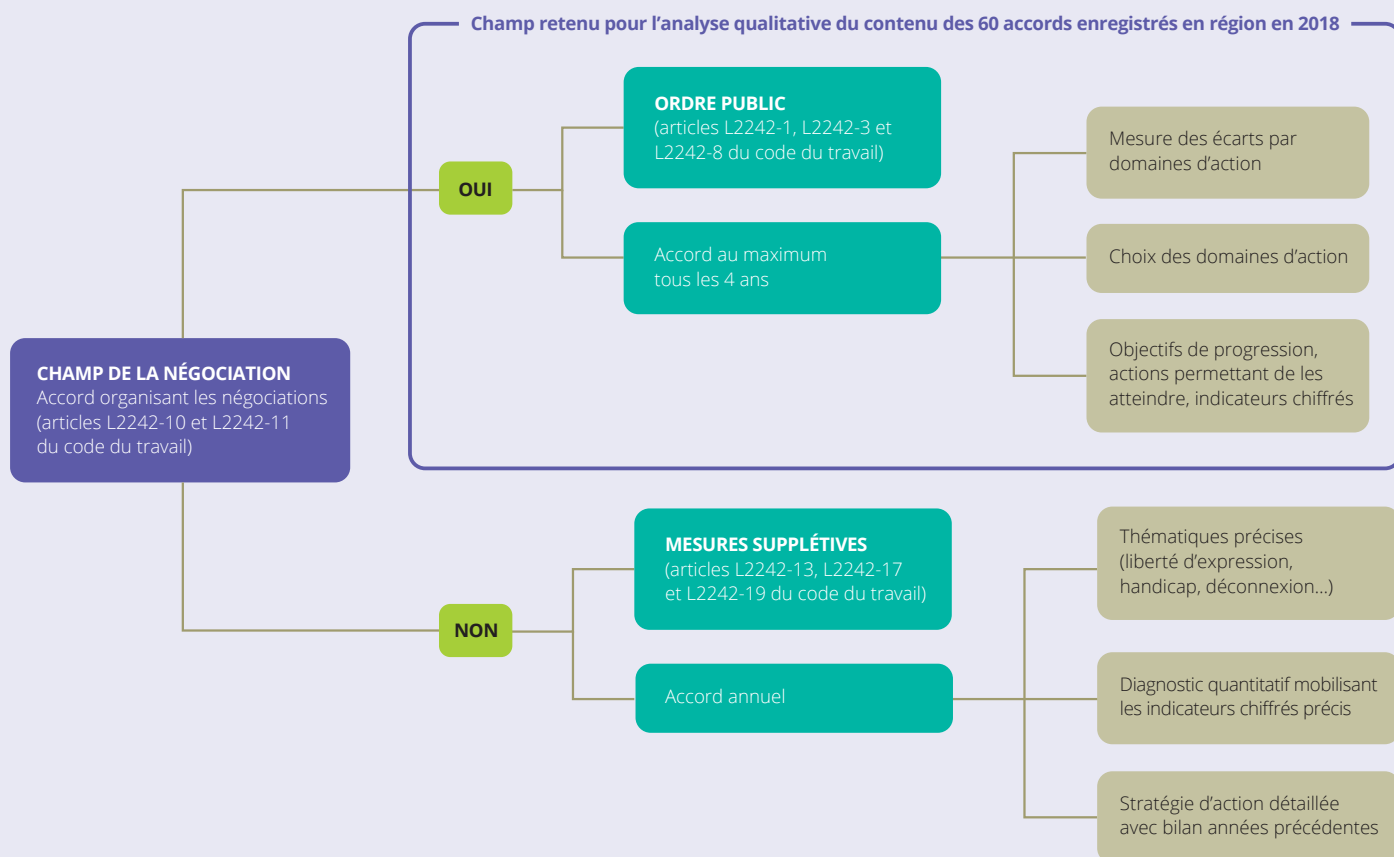 Champ retenu pour l’analyse qualitative du contenu des 60 accords enregistrés en région en 2018
CHAMP DE LA NÉGOCIATION
Accord organisant les négociations
(articles L2242-10 et L2242-11
du code du travail)
OUI
ORDRE PUBLIC
(articles L2242-1, L2242-3 et
L2242-8 du code du travail)
Accord au maximum
tous les 4 ans
Mesure des écarts par
domaines d’action
Choix des domaines d’action
Objectifs de progression,
actions permettant de les
atteindre, indicateurs chiffrés
NON
MESURES SUPPLÉTIVES
(articles L2242-13, L2242-17
et L2242-19 du code du travail)
Accord annuel
Thématiques précises
(liberté d’expression,
handicap, déconnexion…)
Diagnostic quantitatif mobilisant
les indicateurs chiffrés précis
Stratégie d’action détaillée
avec bilan années précédentes